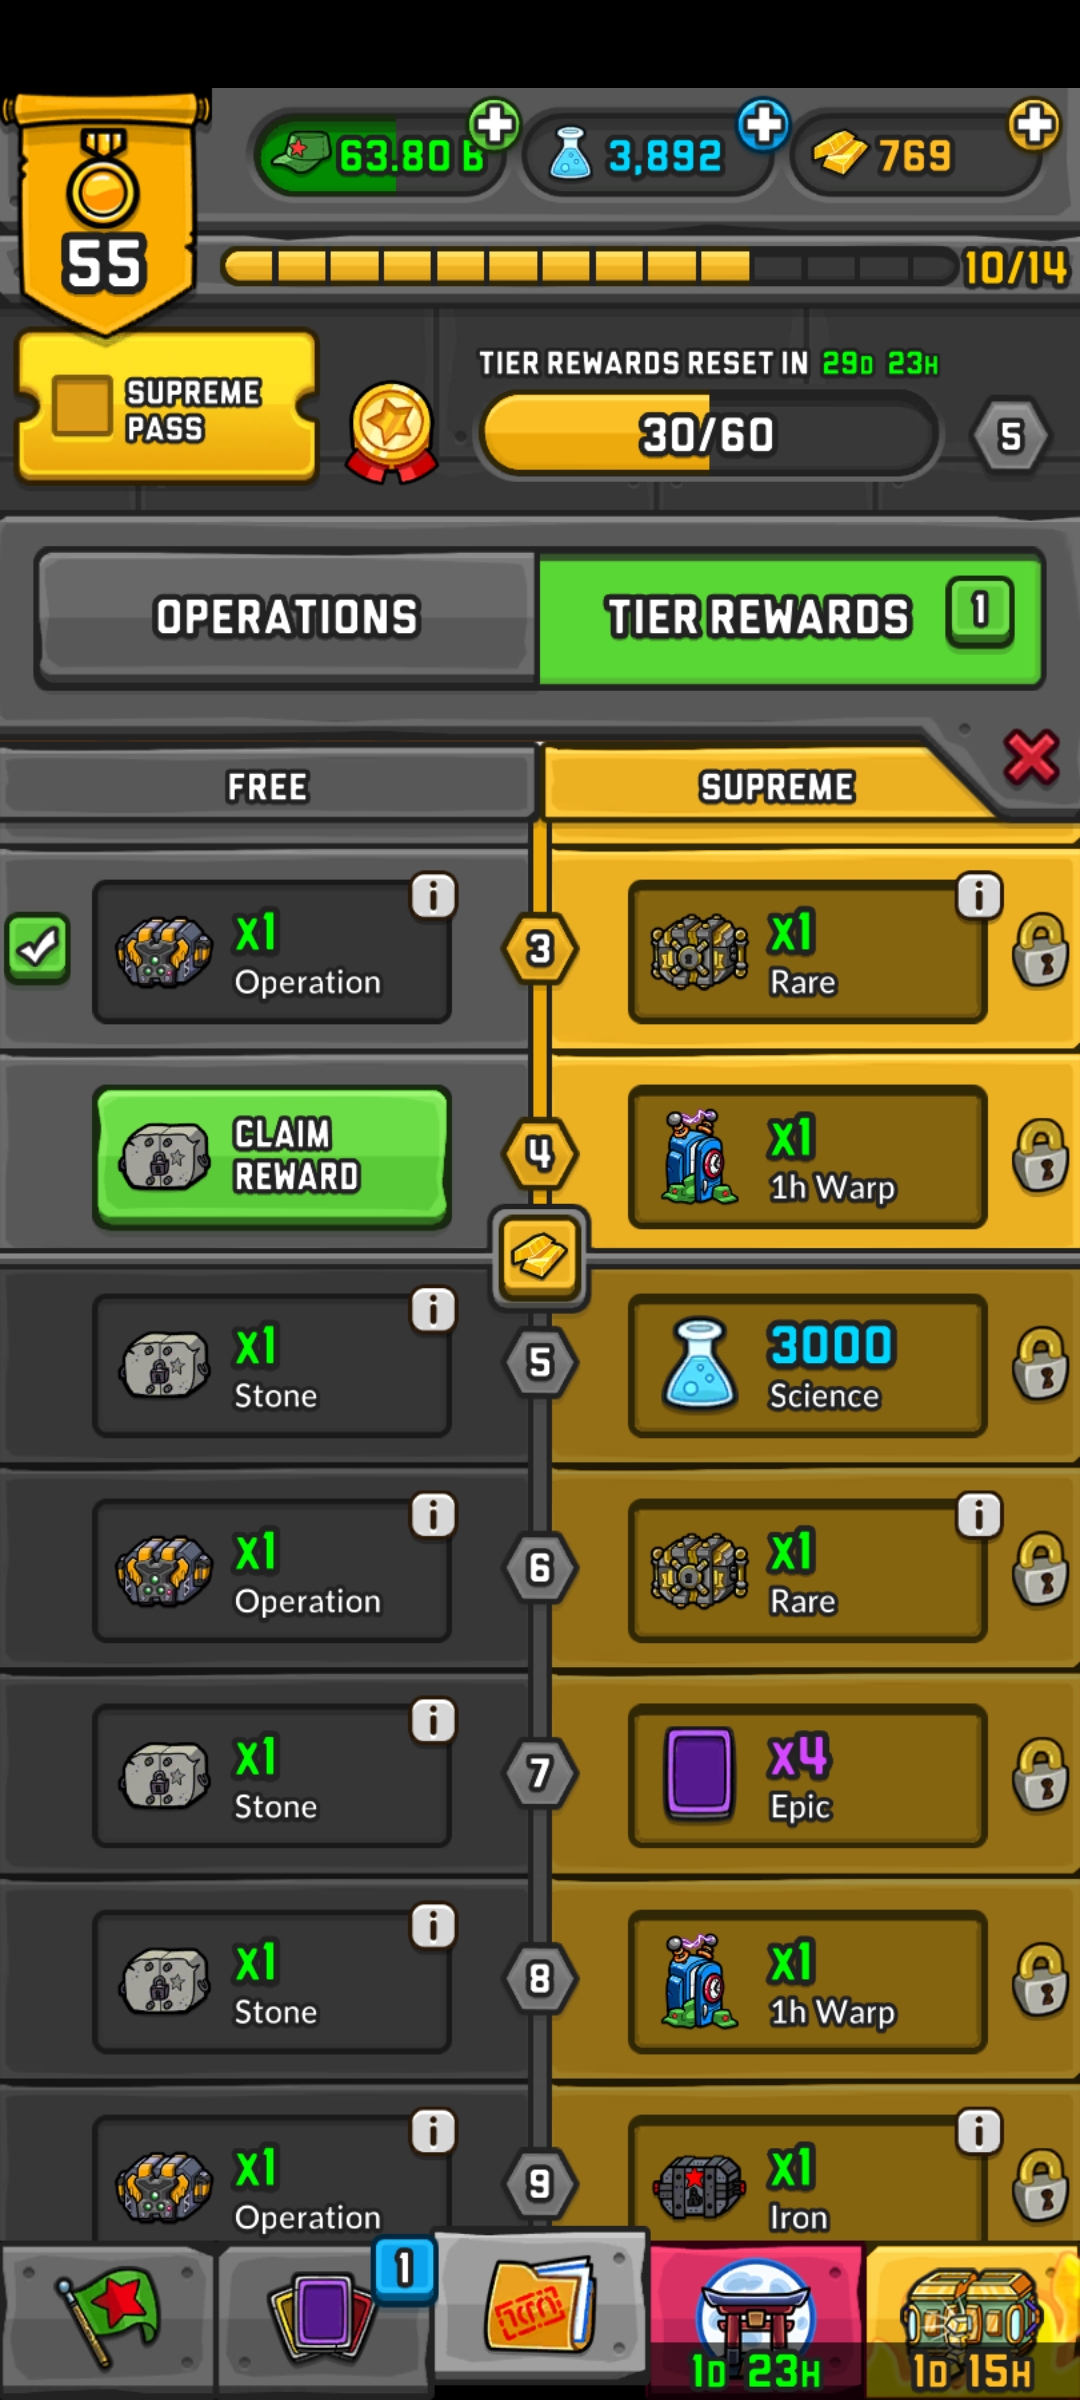 55
63.80 B
3,892
769
10/14
SUPREME
PASS
TIER REWARDS RESET IN 29D 23H
30/60
5
OPERATIONS
TIER REWARDS
1
FREE
SUPREME
x1
Operation
3
x1
Rare
CLAIM
REWARD
4
x1
1h Warp
x1
Stone
5
3000
Science
x1
Operation
6
x1
Rare
x1
Stone
7
x4
Epic
x1
Stone
8
x1
1h Warp
x1
Operation
9
x1
Iron
1
1D 23H
1D 15H